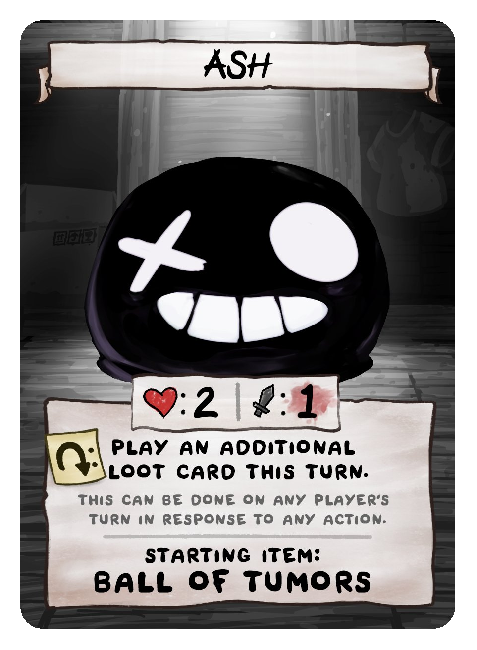 ASH
: 2 | : 1
: PLAY AN ADDITIONAL
LOOT CARD THIS TURN.
THIS CAN BE DONE ON ANY PLAYER'S
TURN IN RESPONSE TO ANY ACTION.
STARTING ITEM:
BALL OF TUMORS